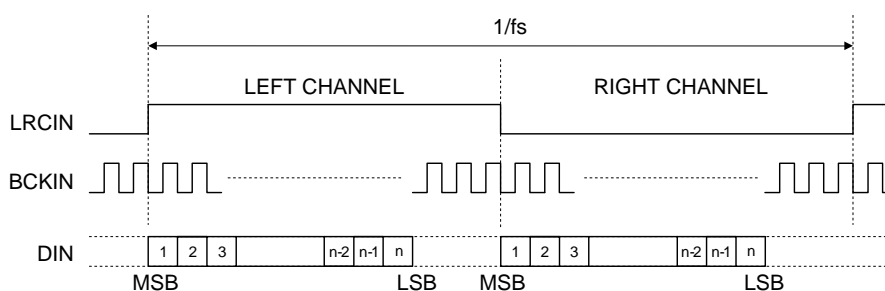 1/fs
LEFT CHANNEL RIGHT CHANNEL
LRCIN
BCKIN
DIN 1 2 3 n-2 n-1 n 1 2 3 n-2 n-1 n
MSB LSB MSB LSB